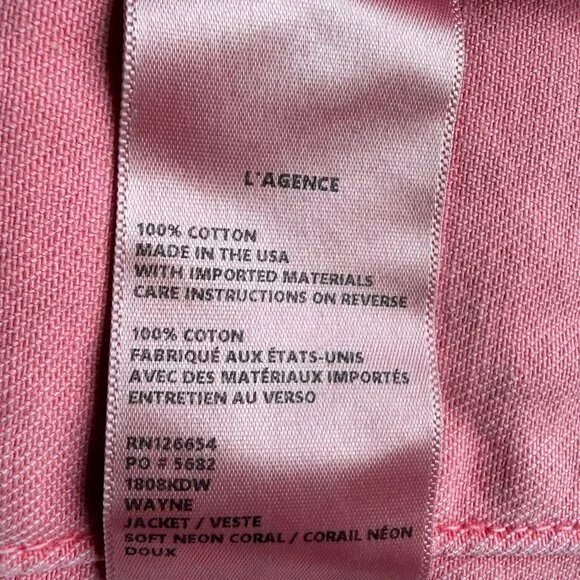 L'AGENCE
100% COTTON
MADE IN THE USA
WITH IMPORTED MATERIALS
CARE INSTRUCTIONS ON REVERSE
100% COTON
FABRIQUÉ AUX ÉTATS-UNIS
AVEC DES MATÉRIAUX IMPORTÉS
ENTRETIEN AU VERSO
RN126654
PO # 5682
1808KDW
WAYNE
JACKET / VESTE
SOFT NEON CORAL / CORAIL NÉON
DOUX